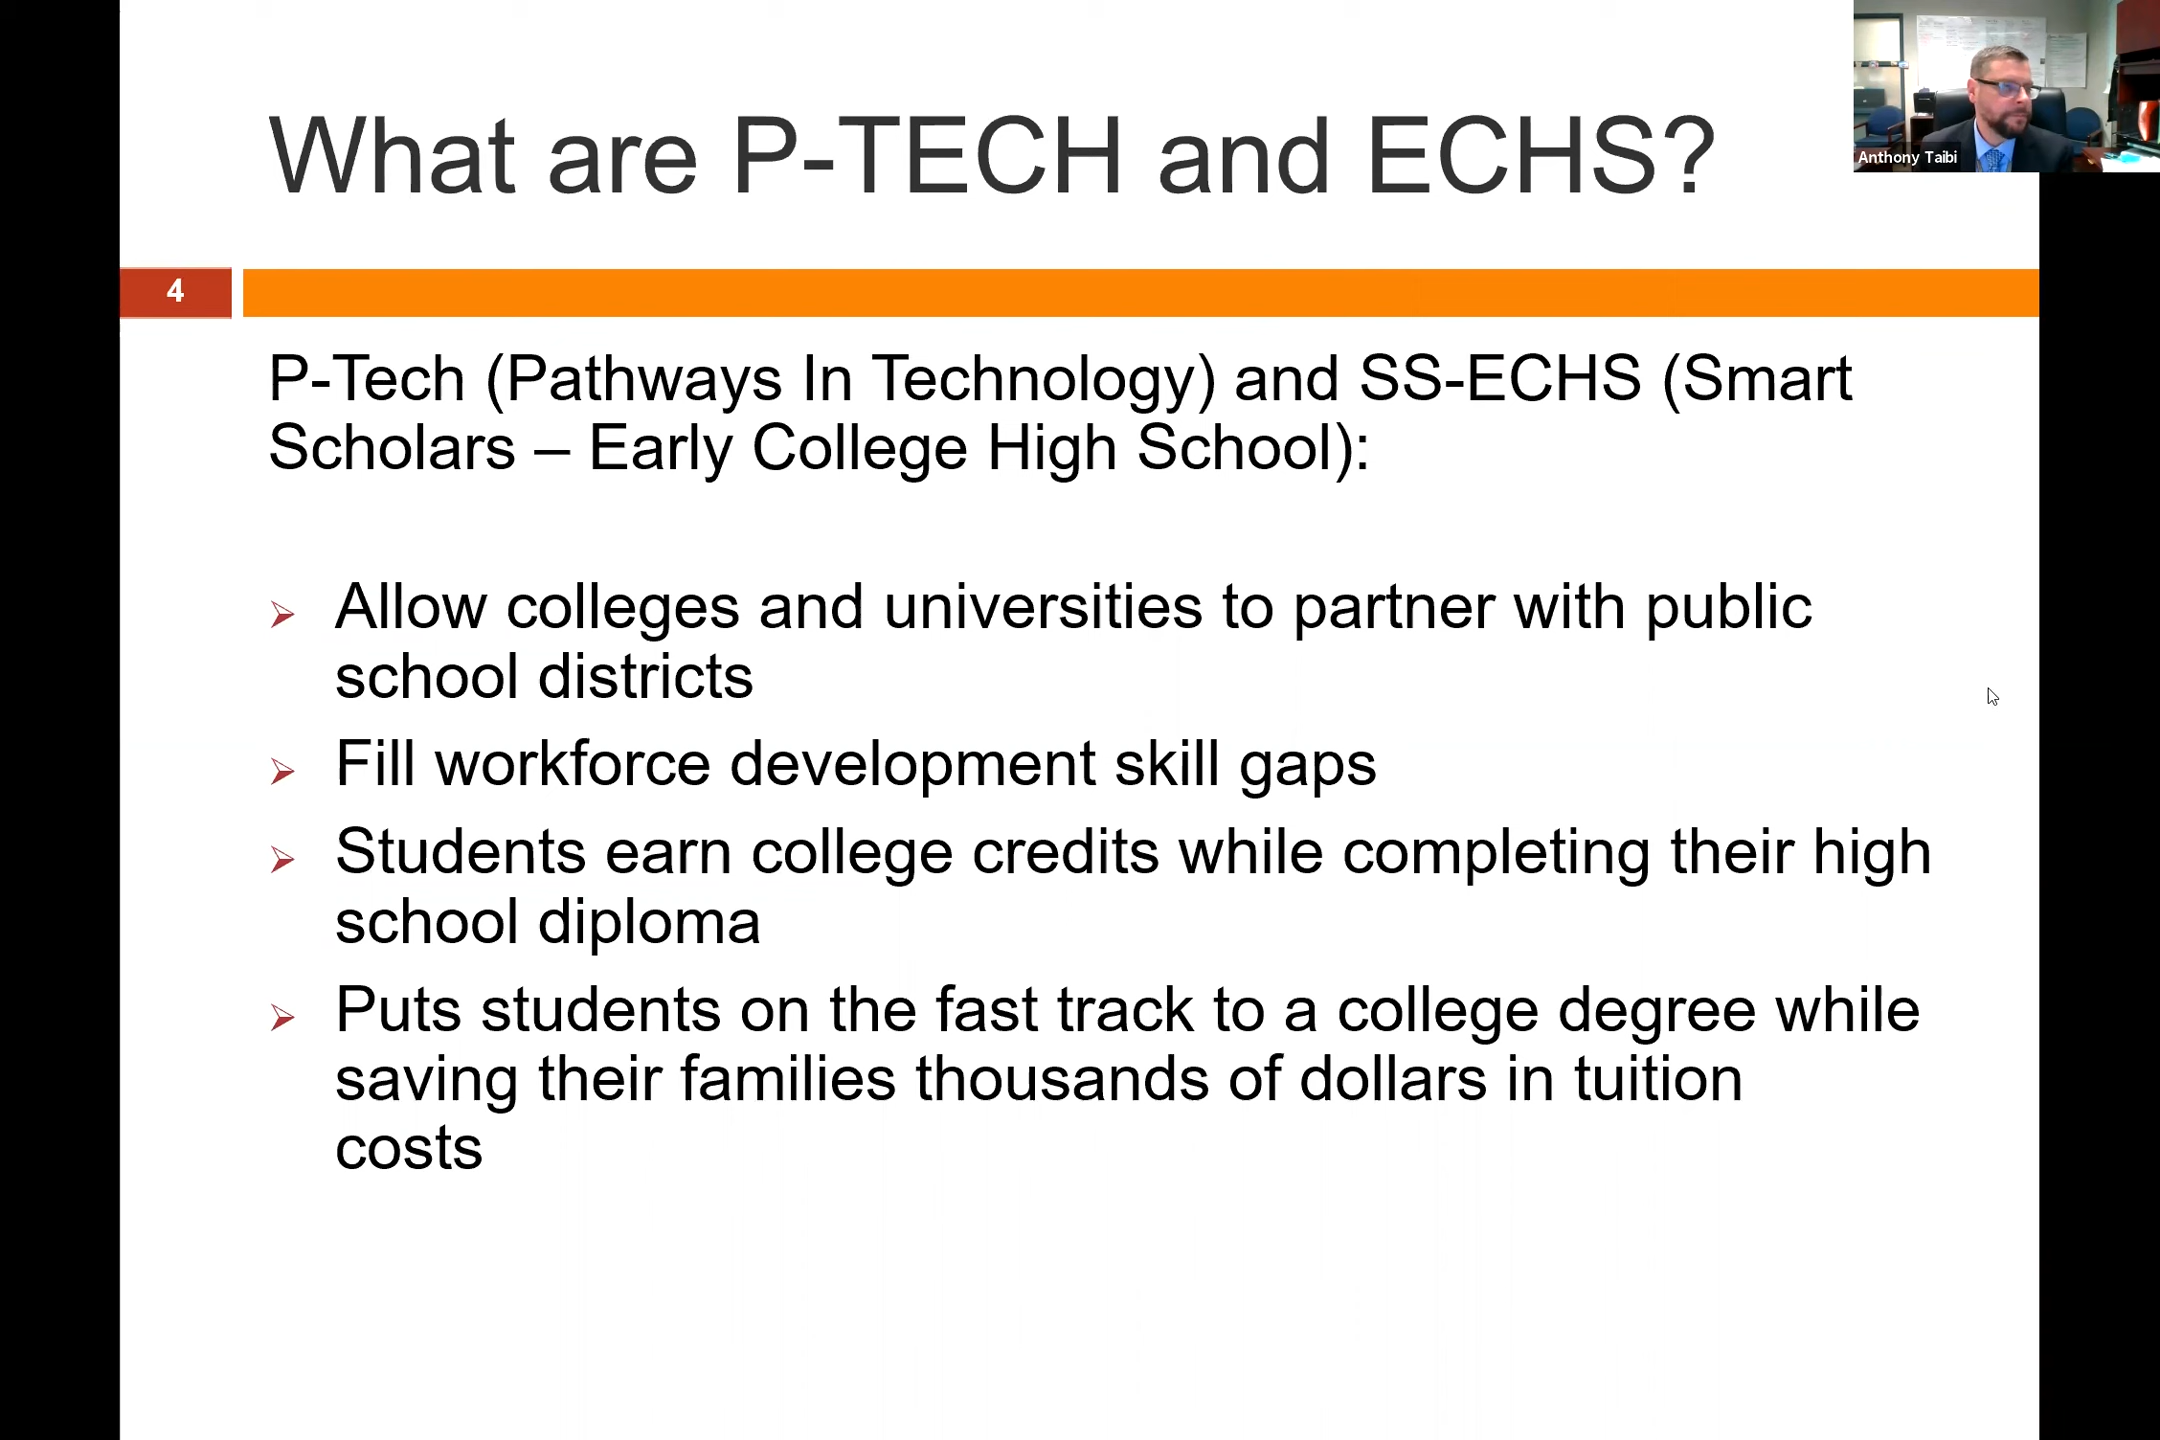 What are P-TECH and ECHS?
Anthony Taibi
4
P-Tech (Pathways In Technology) and SS-ECHS (Smart
Scholars – Early College High School):
Allow colleges and universities to partner with public
school districts
Fill workforce development skill gaps
Students earn college credits while completing their high
school diploma
Puts students on the fast track to a college degree while
saving their families thousands of dollars in tuition
costs